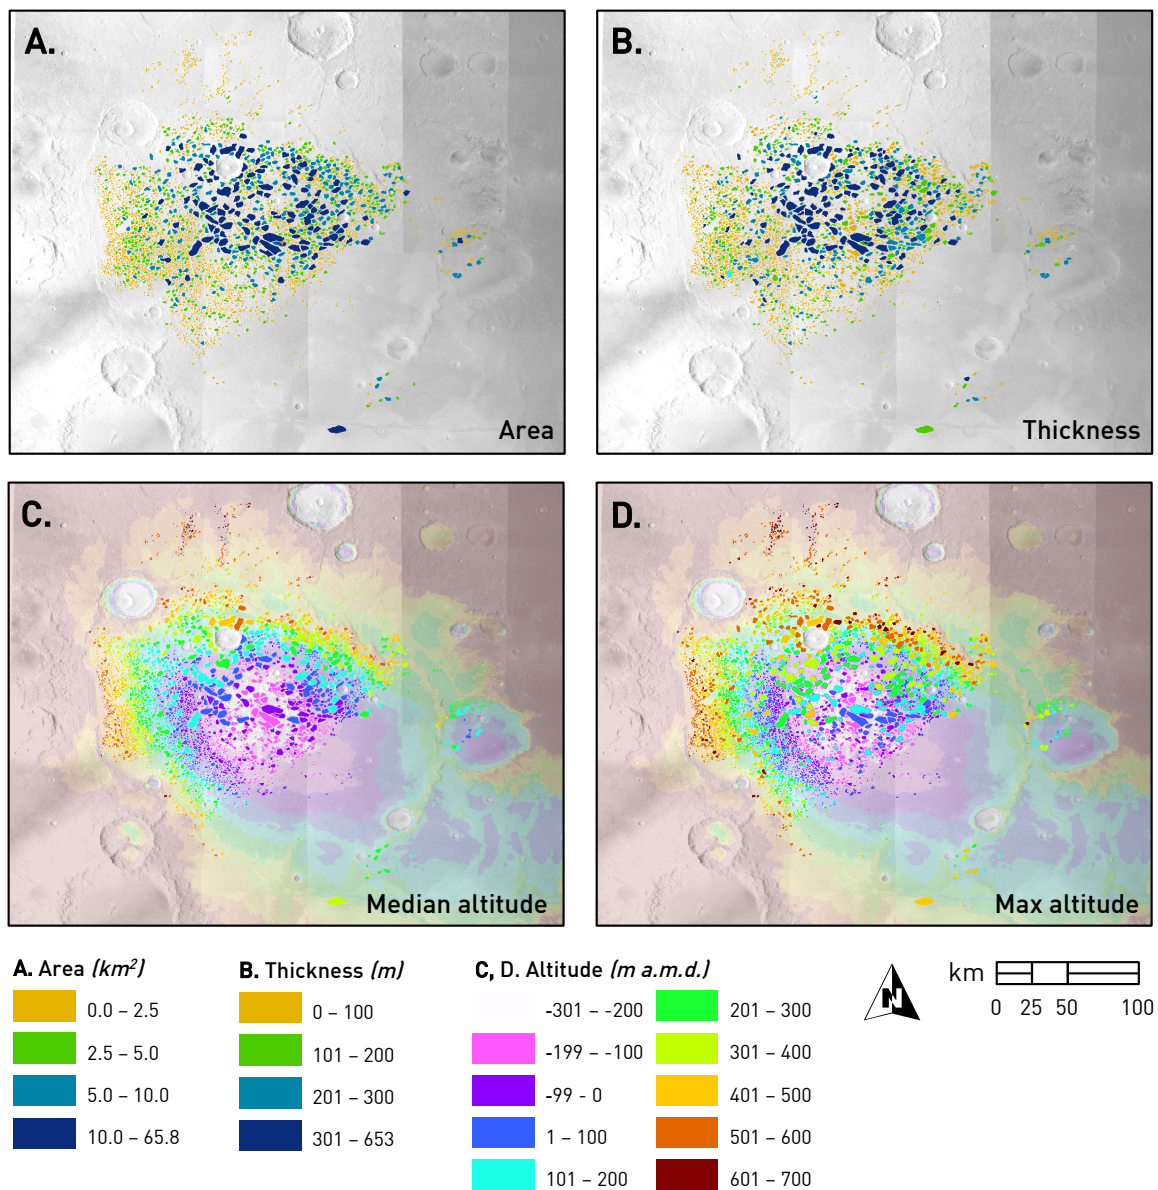 A.
B.
Area
Thickness
C.
D.
Median altitude
Max altitude
A. Area (km²)
0.0 – 2.5
2.5 – 5.0
5.0 – 10.0
10.0 – 65.8
B. Thickness (m)
0 – 100
101 – 200
201 – 300
301 – 653
C, D. Altitude (m a.m.d.)
-301 – -200
-199 – -100
-99 - 0
1 – 100
101 – 200
201 – 300
301 – 400
401 – 500
501 – 600
601 – 700
N
km
0 25 50 100